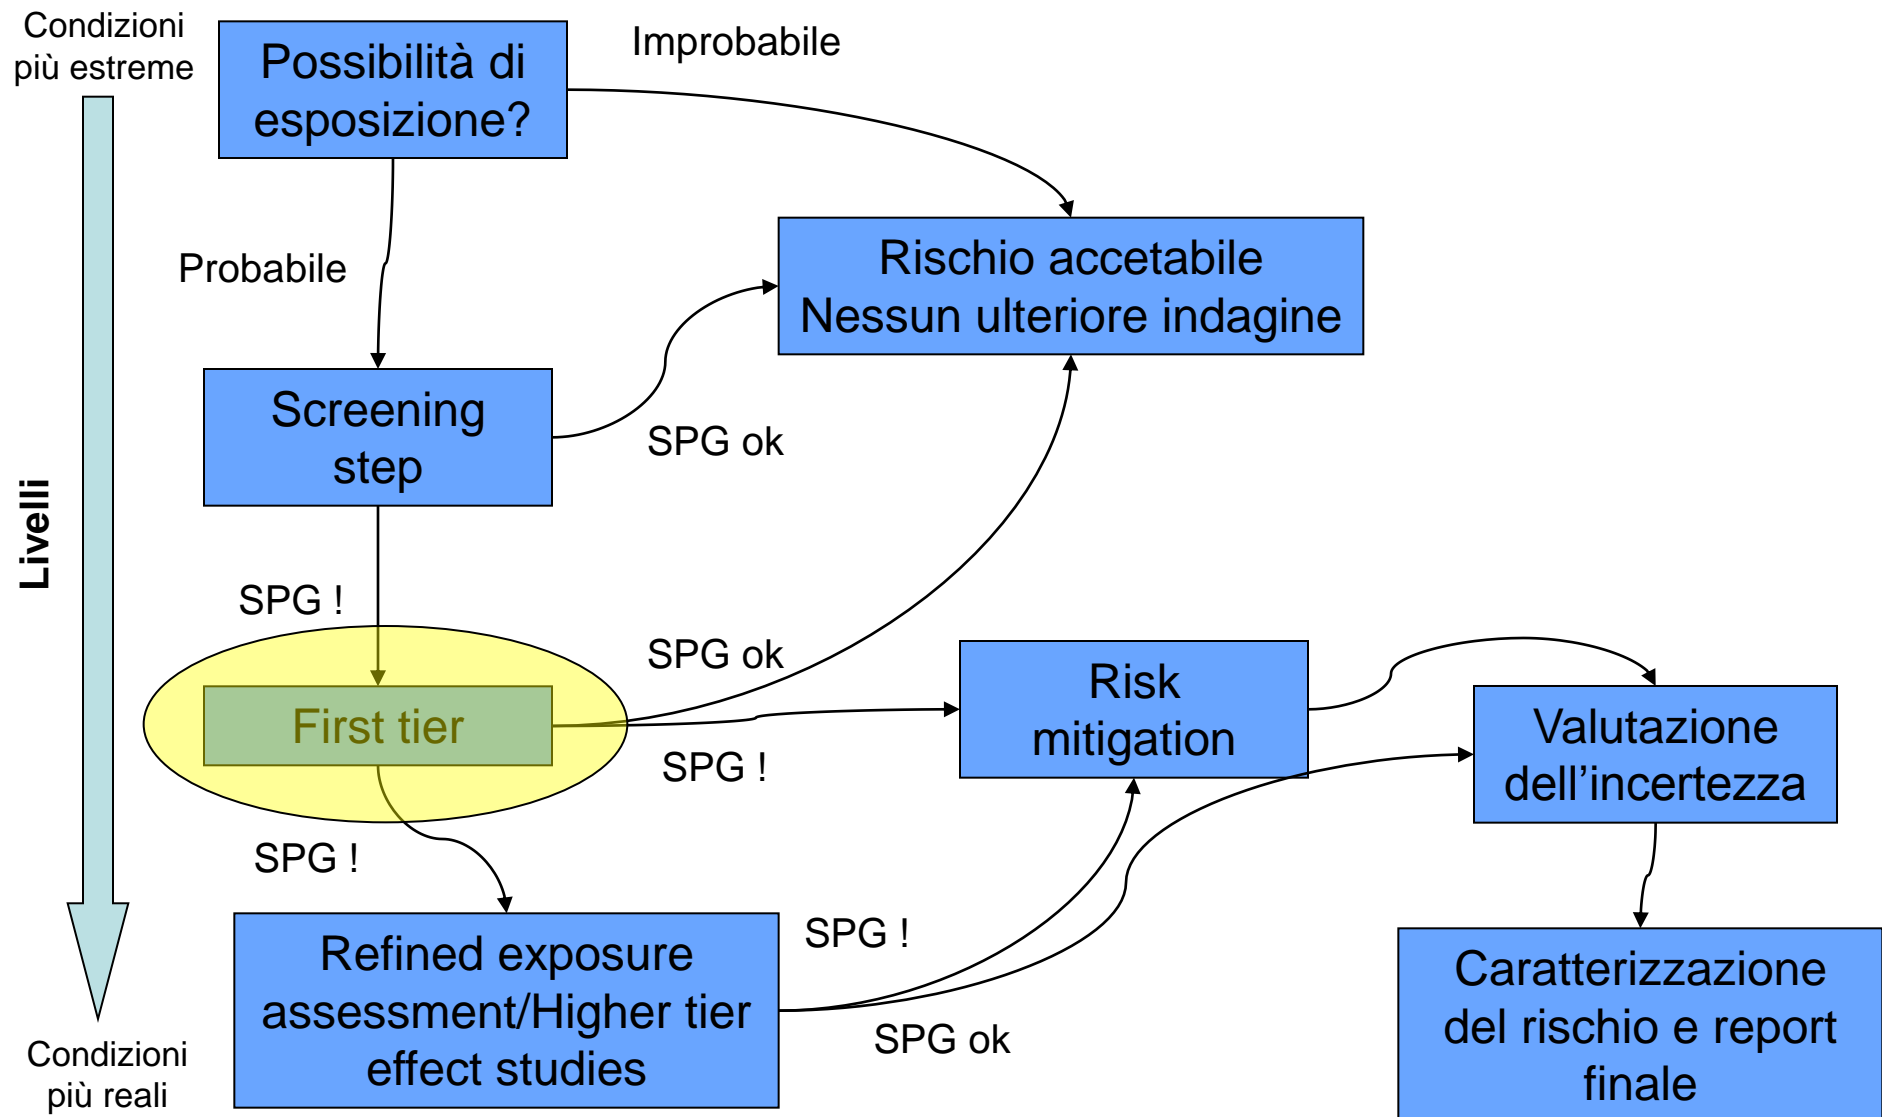 Condizioni
più estreme
Possibilità di
esposizione?
Improbabile
Probabile
Rischio accetabile
Nessun ulteriore indagine
Screening
step
SPG ok
Livelli
SPG !
First tier
SPG ok
SPG !
Risk
mitigation
Valutazione
dell’incertezza
SPG !
Refined exposure
assessment/Higher tier
effect studies
SPG !
SPG ok
Caratterizzazione
del rischio e report
finale
Condizioni
più reali